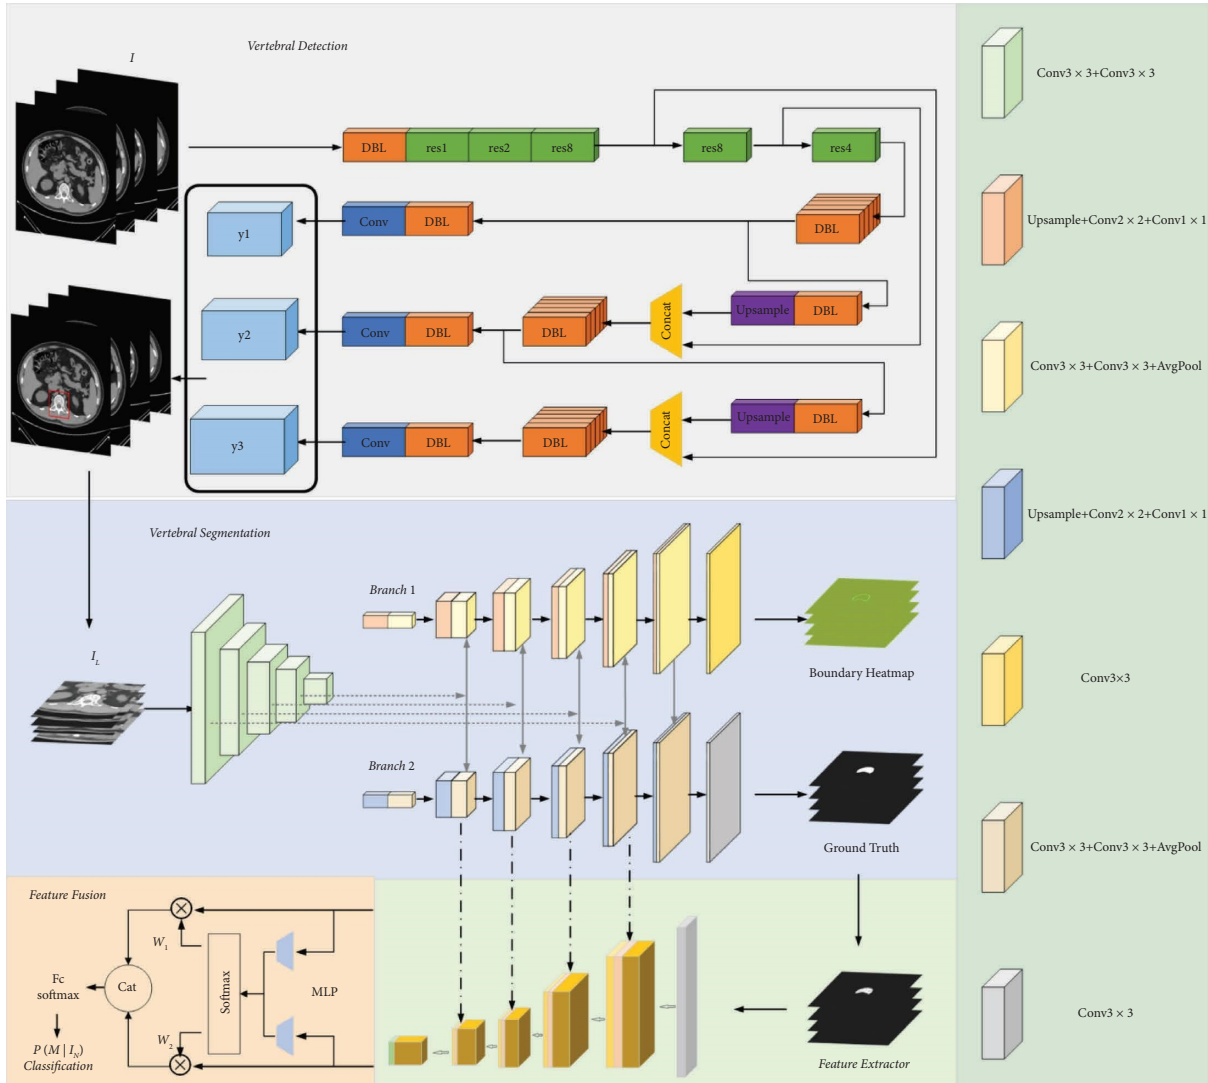 Vertebral Detection
I
DBL
res1
res2
res8
res8
res4
y1
Conv
DBL
DBL
y2
Conv
DBL
DBL
Concat
Upsample
DBL
y3
Conv
DBL
DBL
Concat
Upsample
DBL
Vertebral Segmentation
I_L
Branch 1
Boundary Heatmap
Branch 2
Ground Truth
Feature Fusion
W_1
Softmax
MLP
Cat
Fc
softmax
W_2
P (M | I_N)
Classification
Feature Extractor
Conv3 × 3+Conv3 × 3
Upsample+Conv2 × 2+Conv1 × 1
Conv3 × 3+Conv3 × 3+AvgPool
Upsample+Conv2 × 2+Conv1 × 1
Conv3×3
Conv3 × 3+Conv3 × 3+AvgPool
Conv3 × 3